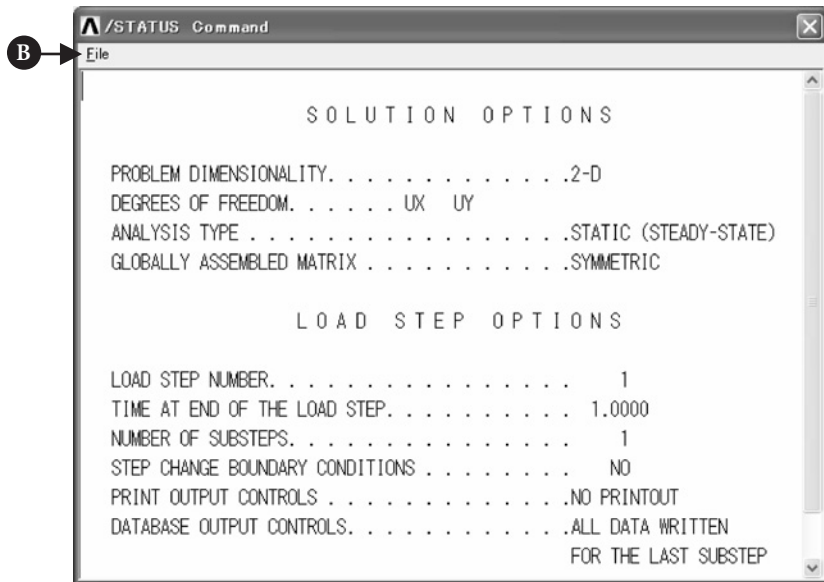 /STATUS Command
B
File
SOLUTION OPTIONS
PROBLEM DIMENSIONALITY. . . . . . . . . . . . .2-D
DEGREES OF FREEDOM. . . . . . UX UY
ANALYSIS TYPE . . . . . . . . . . . . . . . . . .STATIC (STEADY-STATE)
GLOBALLY ASSEMBLED MATRIX . . . . . . . . . . . .SYMMETRIC
LOAD STEP OPTIONS
LOAD STEP NUMBER. . . . . . . . . . . . . . . . . 1
TIME AT END OF THE LOAD STEP. . . . . . . . . . . 1.0000
NUMBER OF SUBSTEPS. . . . . . . . . . . . . . . . 1
STEP CHANGE BOUNDARY CONDITIONS . . . . . . . . NO
PRINT OUTPUT CONTROLS . . . . . . . . . . . . . .NO PRINTOUT
DATABASE OUTPUT CONTROLS. . . . . . . . . . . . .ALL DATA WRITTEN
FOR THE LAST SUBSTEP